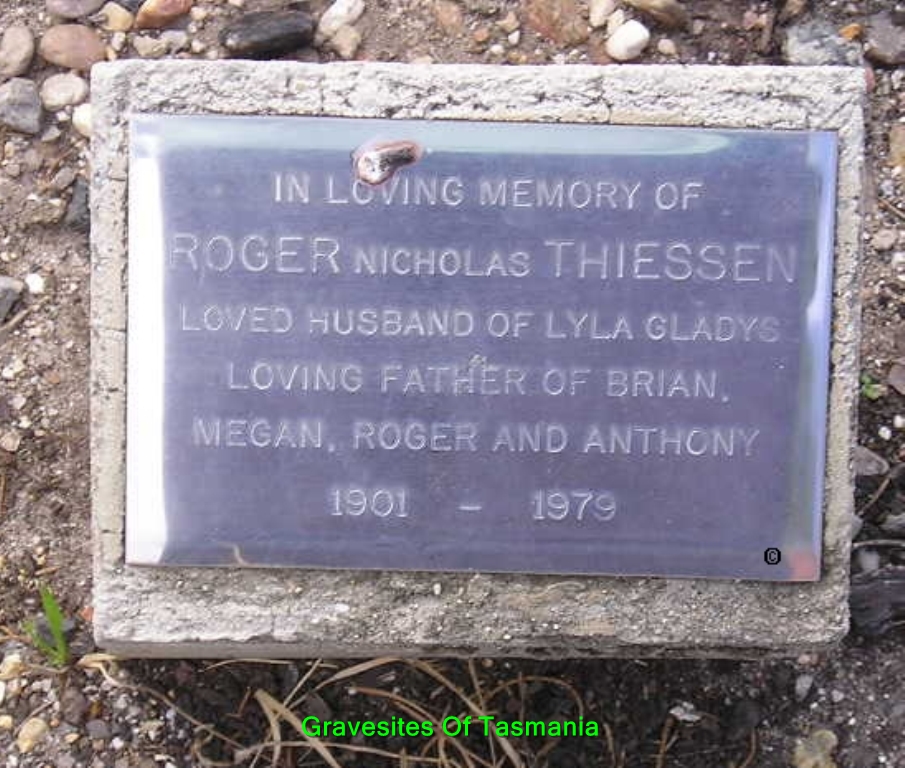 IN LOVING MEMORY OF
ROGER NICHOLAS THIESSEN
LOVED HUSBAND OF LYLA GLADYS
LOVING FATHER OF BRIAN,
MEGAN, ROGER AND ANTHONY
1901 - 1979
©
Gravesites Of Tasmania